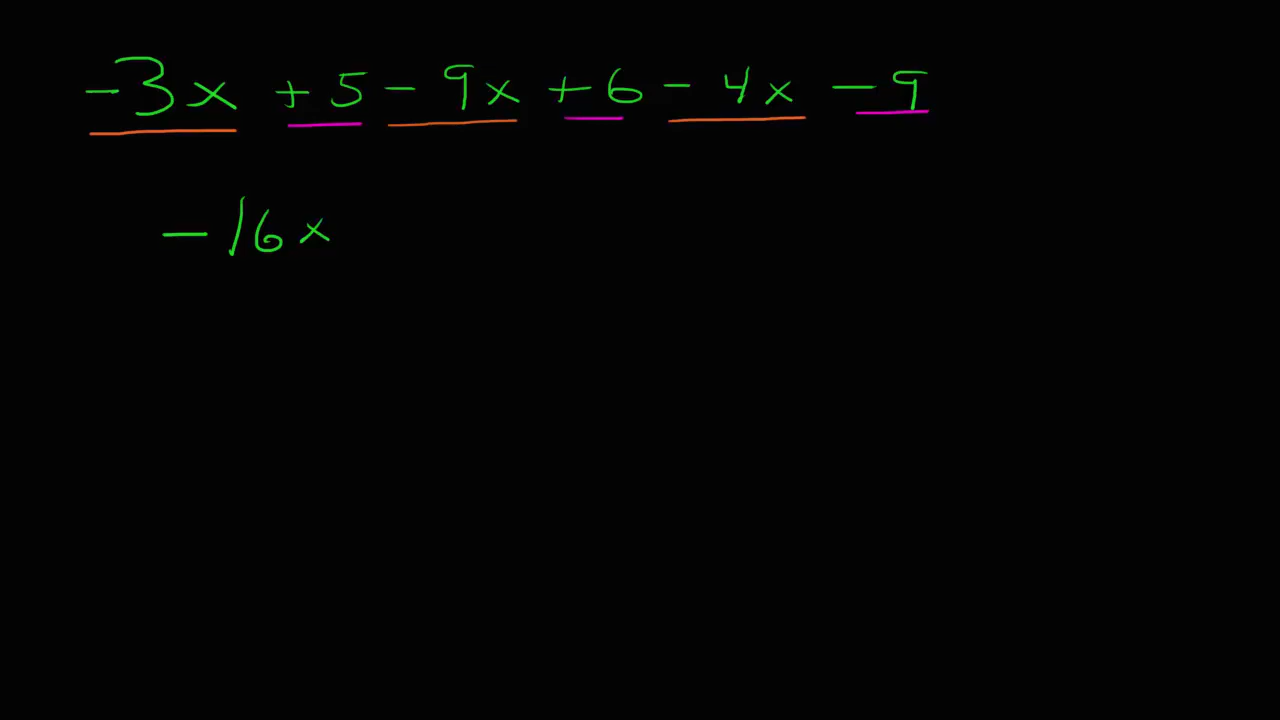 -3x +5 - 9x +6 - 4x - 9
- 16x